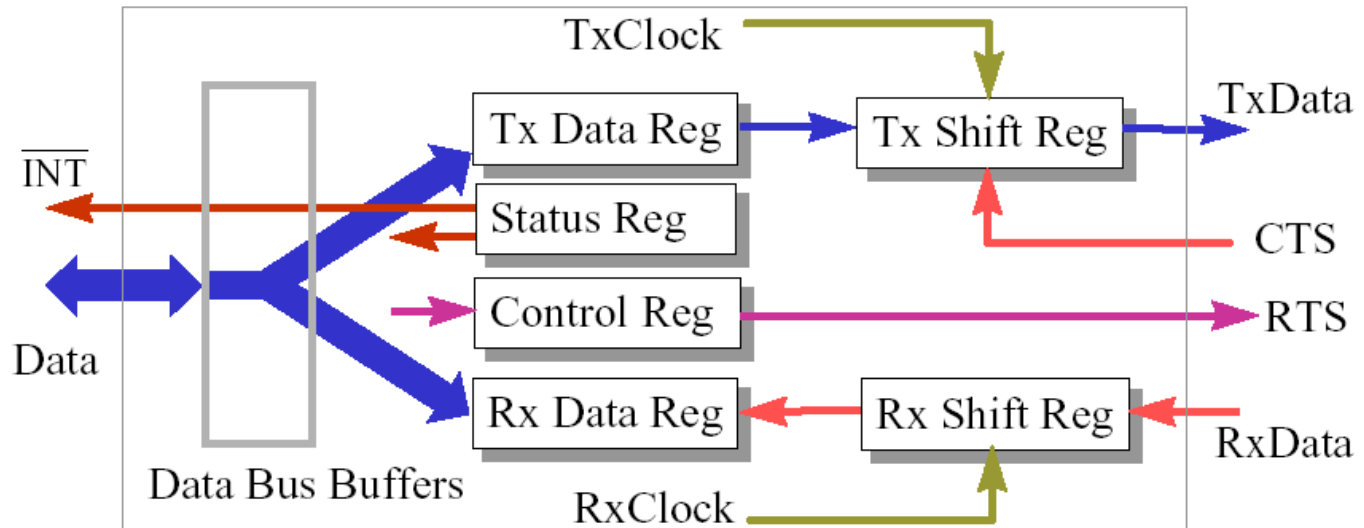 TxClock
TxData
Tx Data Reg
Tx Shift Reg
INT
Status Reg
CTS
Control Reg
RTS
Data
Rx Data Reg
Rx Shift Reg
RxData
Data Bus Buffers
RxClock